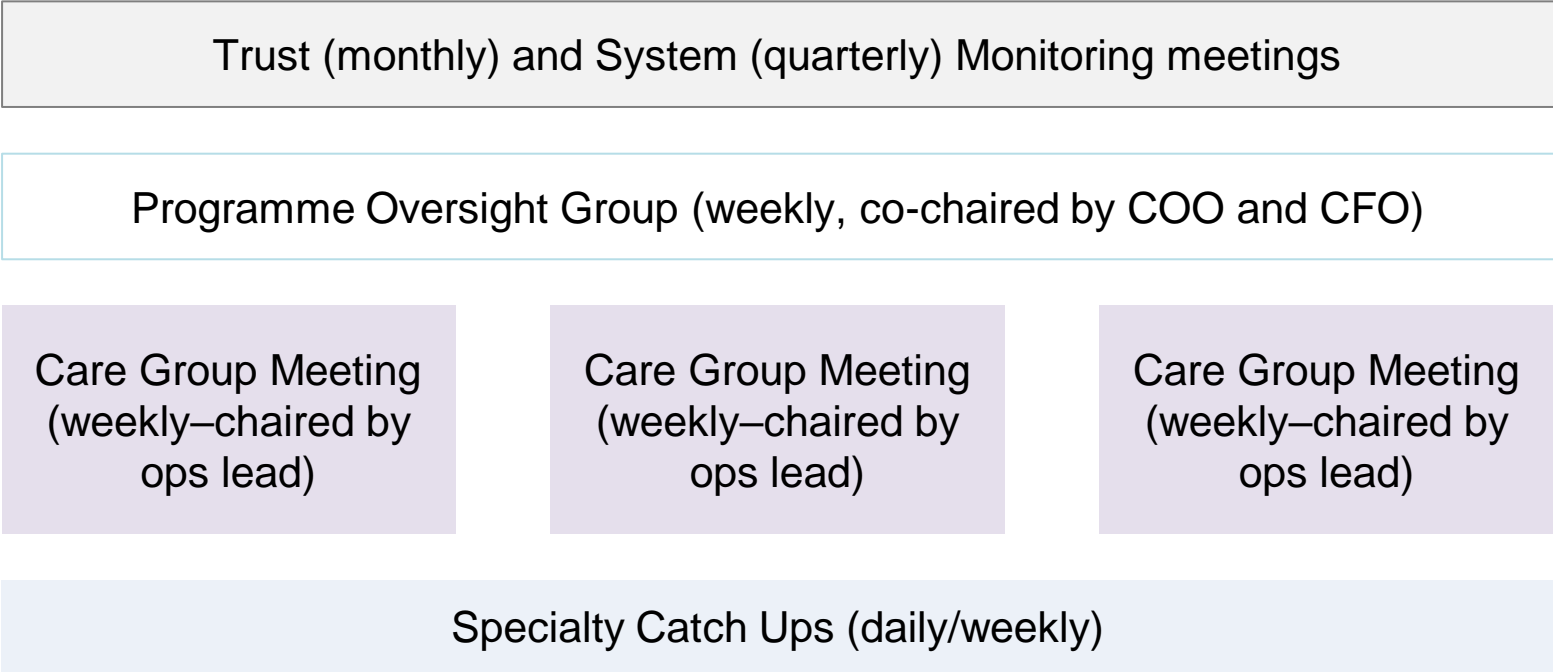 Trust (monthly) and System (quarterly) Monitoring meetings
Programme Oversight Group (weekly, co-chaired by COO and CFO)
Care Group Meeting
(weekly–chaired by
ops lead)
Care Group Meeting
(weekly–chaired by
ops lead)
Care Group Meeting
(weekly–chaired by
ops lead)
Specialty Catch Ups (daily/weekly)